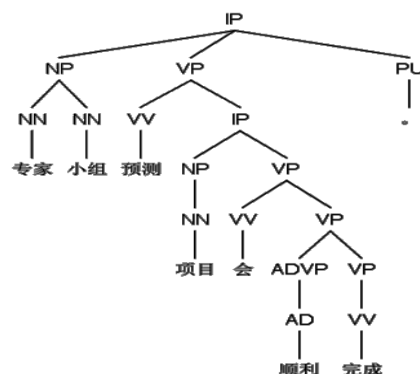 IP
NP VP PU
NN NN VV IP 。
专家 小组 预测 NP VP
NN VV VP
项目 会 ADVP VP
AD VV
顺利 完成